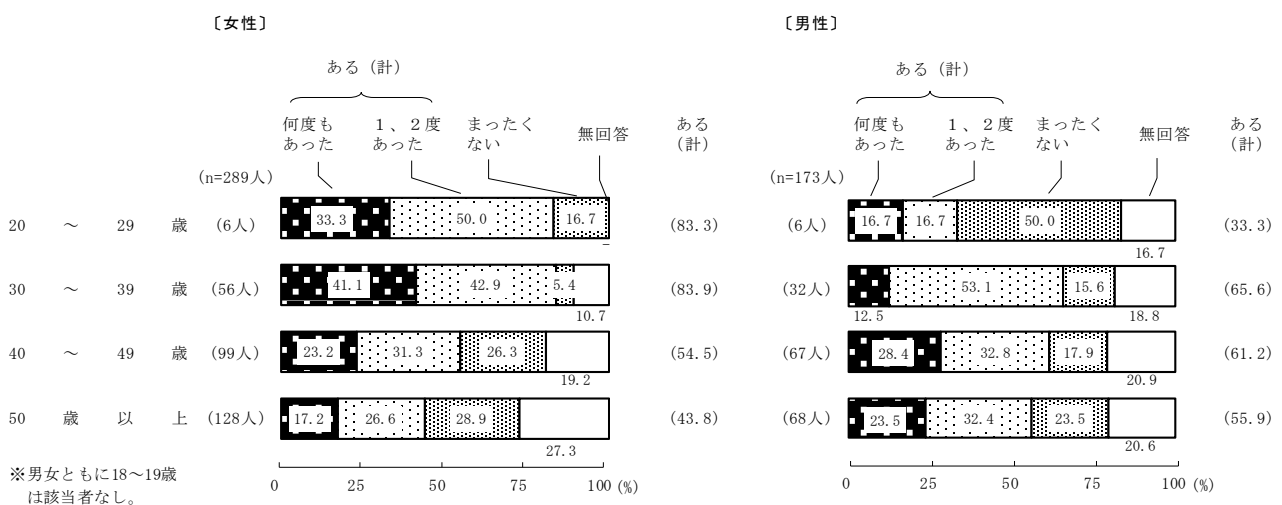 〔女性〕 〔男性〕
ある（計） ある（計）
何度も １、２度 まったく ある 何度も １、２度 まったく ある
あった あった ない 無回答 （計） あった あった ない 無回答 （計）
(n=289人) (n=173人)
20 ～ 29 歳 (6人) 33.3 50.0 16.7 － (83.3) (6人) 16.7 16.7 50.0 16.7 (33.3)
30 ～ 39 歳 (56人) 41.1 42.9 5.4 10.7 (83.9) (32人) 12.5 53.1 15.6 18.8 (65.6)
40 ～ 49 歳 (99人) 23.2 31.3 26.3 19.2 (54.5) (67人) 28.4 32.8 17.9 20.9 (61.2)
50 歳 以 上 (128人) 17.2 26.6 28.9 27.3 (43.8) (68人) 23.5 32.4 23.5 20.6 (55.9)
0 25 50 75 100 (%) 0 25 50 75 100 (%)
※男女ともに18～19歳
は該当者なし。